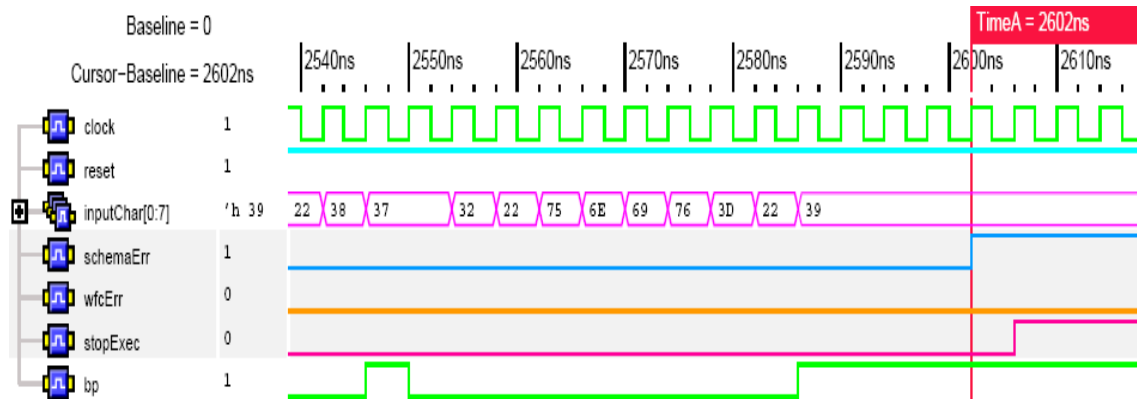 Baseline = 0
TimeA = 2602ns
Cursor-Baseline = 2602ns
2540ns 2550ns 2560ns 2570ns 2580ns 2590ns 2600ns 2610ns
clock 1
reset 1
inputChar[0:7] 'h 39 22 38 37 32 22 75 6E 69 76 3D 22 39
schemaErr 1
wfcErr 0
stopExec 0
bp 1